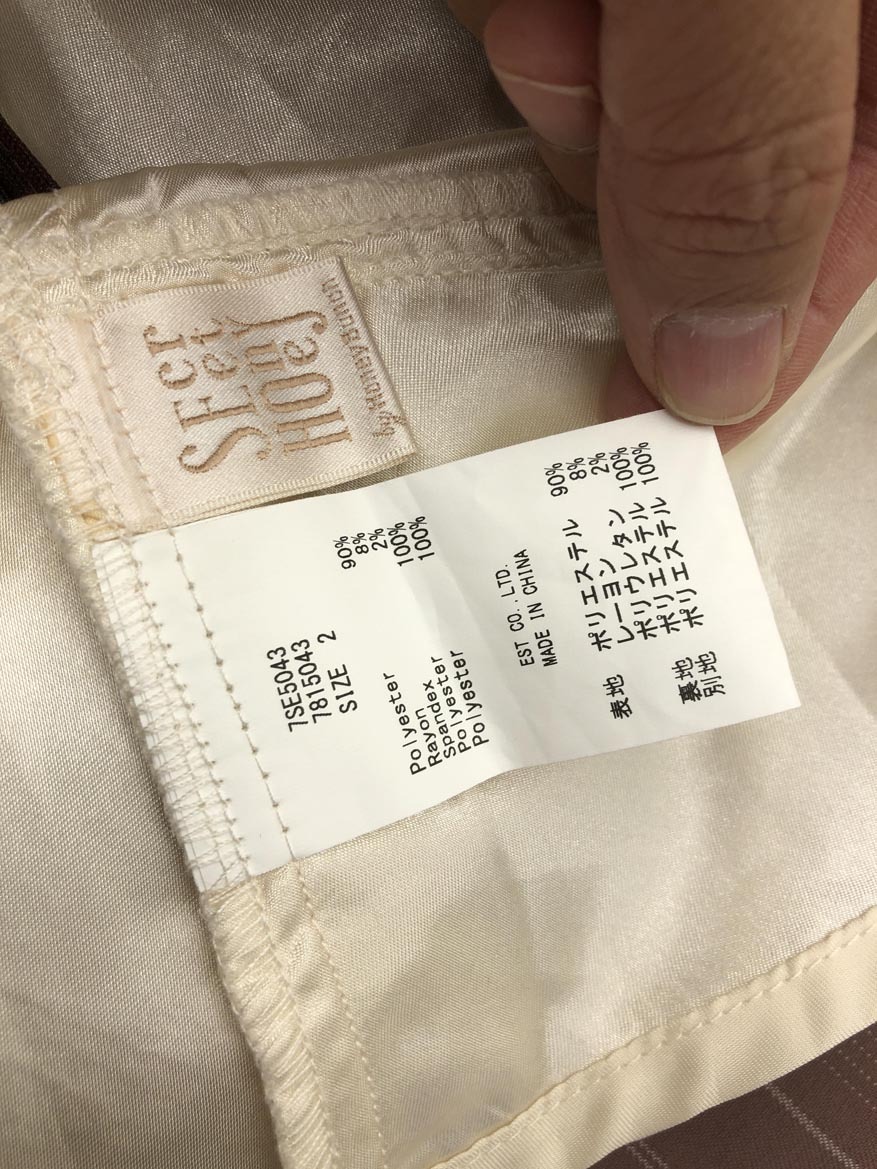 SEcret
HOney
by Honey Bunch
7SE5043
7815043
SIZE 2
Polyester 90%
Rayon 8%
Spandex 2%
Polyester 100%
Polyester 100%
EST CO.,LTD.
MADE IN CHINA
表地 ポリエステル 90%
レーヨン 8%
ポリウレタン 2%
裏地 ポリエステル 100%
別地 ポリエステル 100%